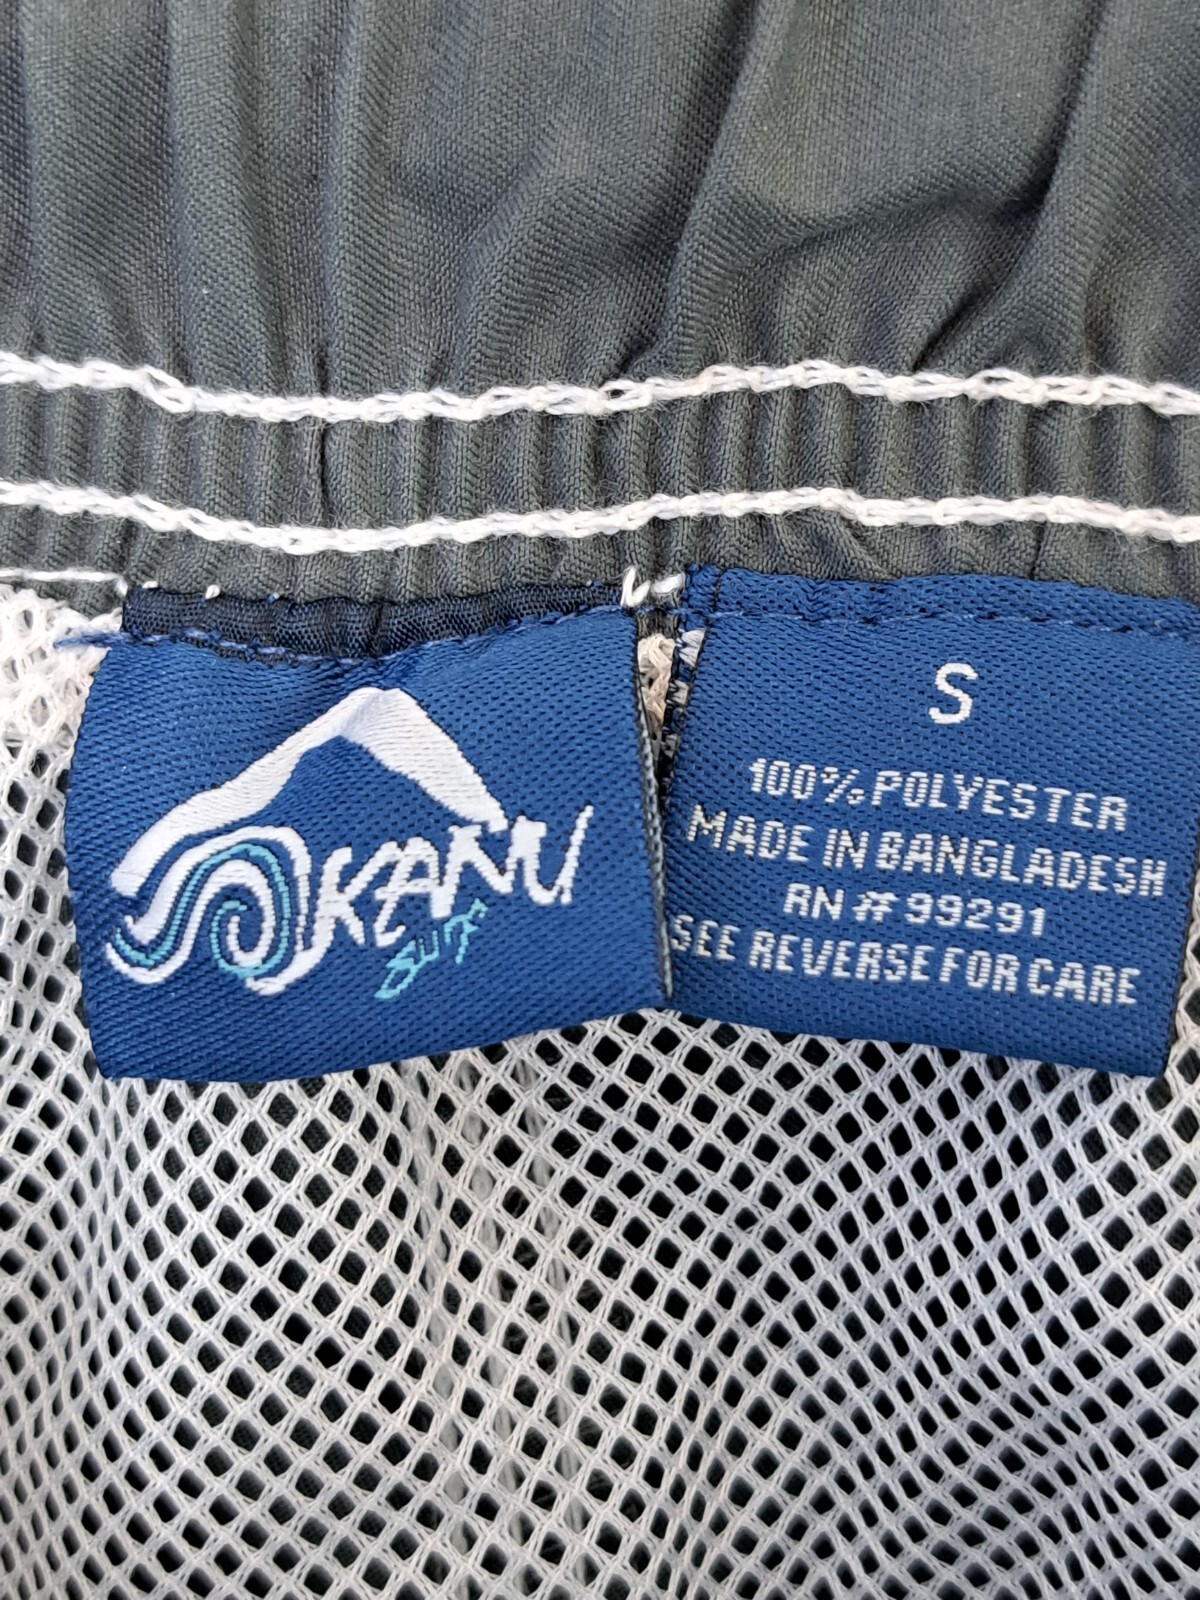 KANU
SURF
S
100% POLYESTER
MADE IN BANGLADESH
RN # 99291
SEE REVERSE FOR CARE